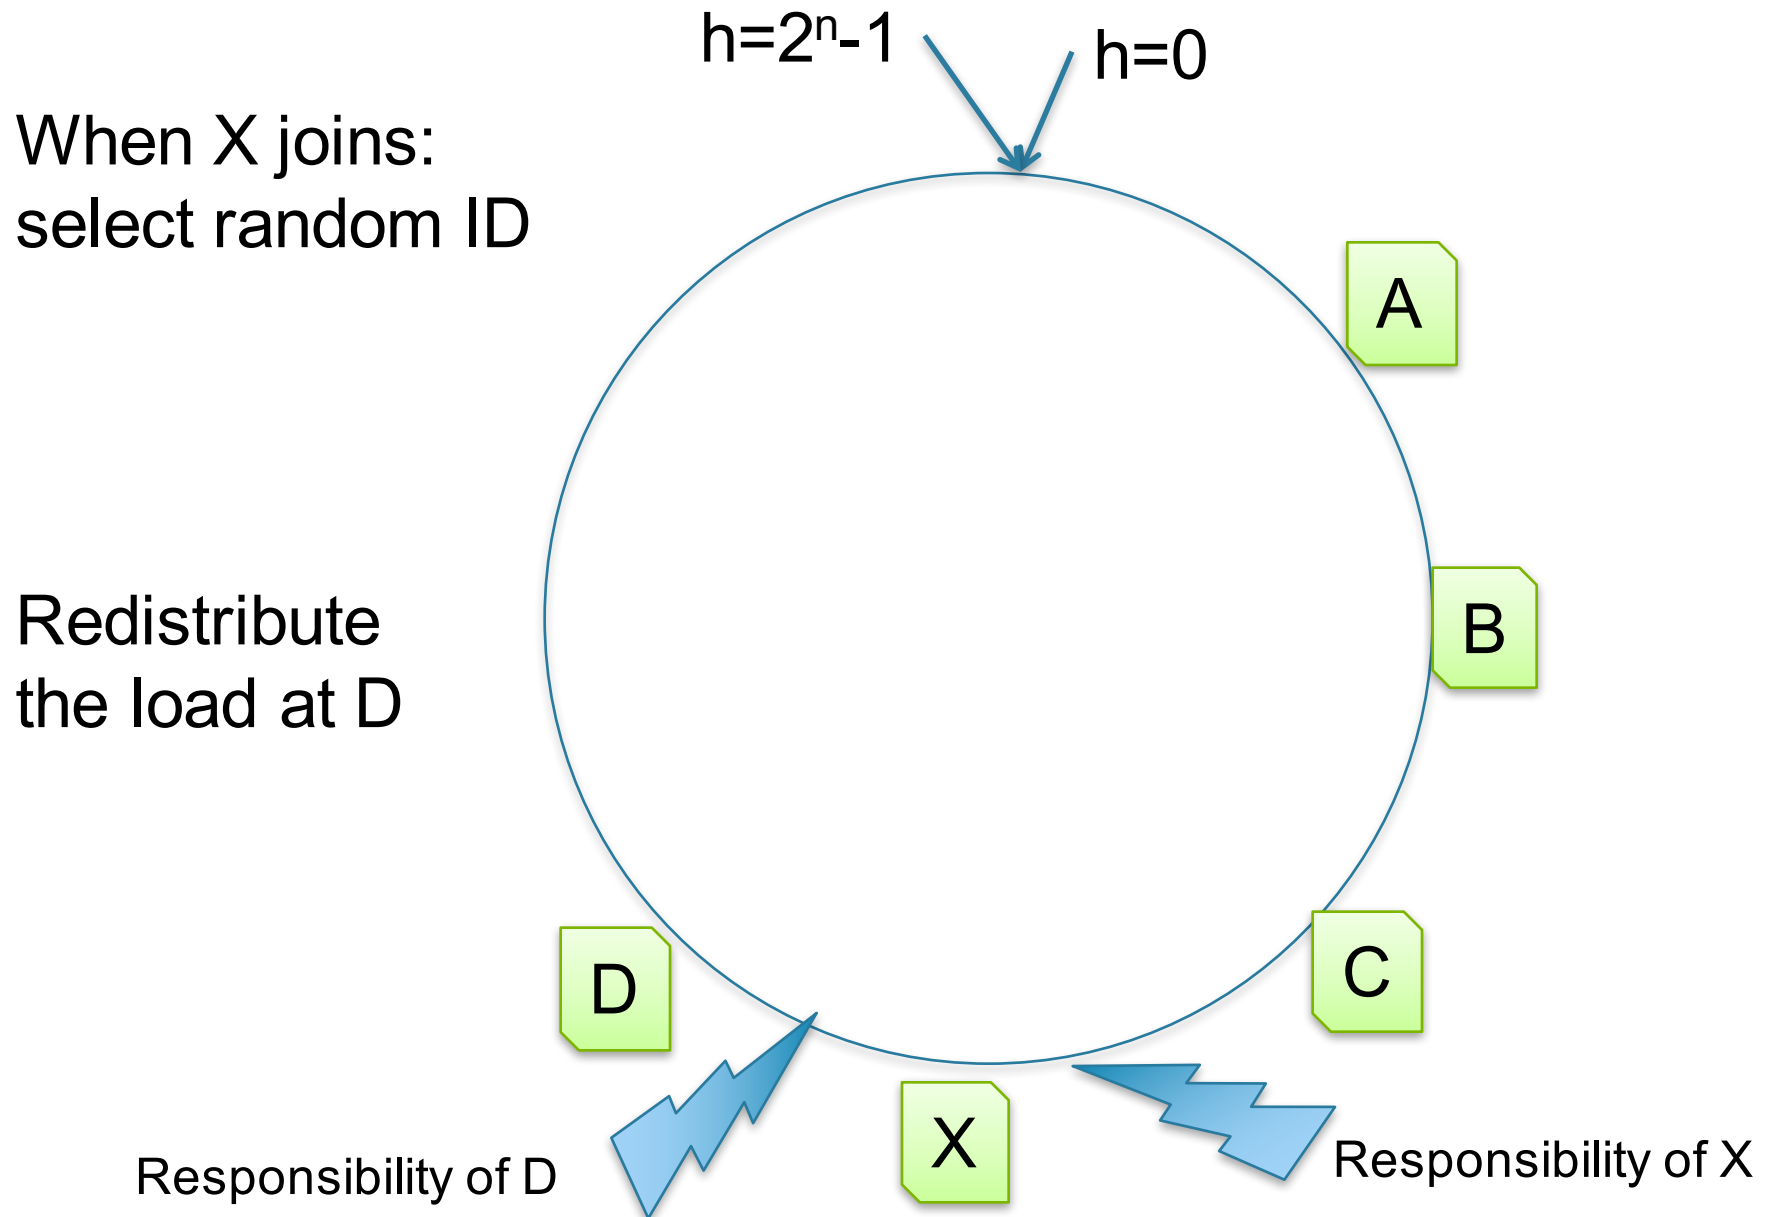 h=2ⁿ-1
h=0
When X joins:
select random ID
A
Redistribute
the load at D
B
D
C
X
Responsibility of D
Responsibility of X